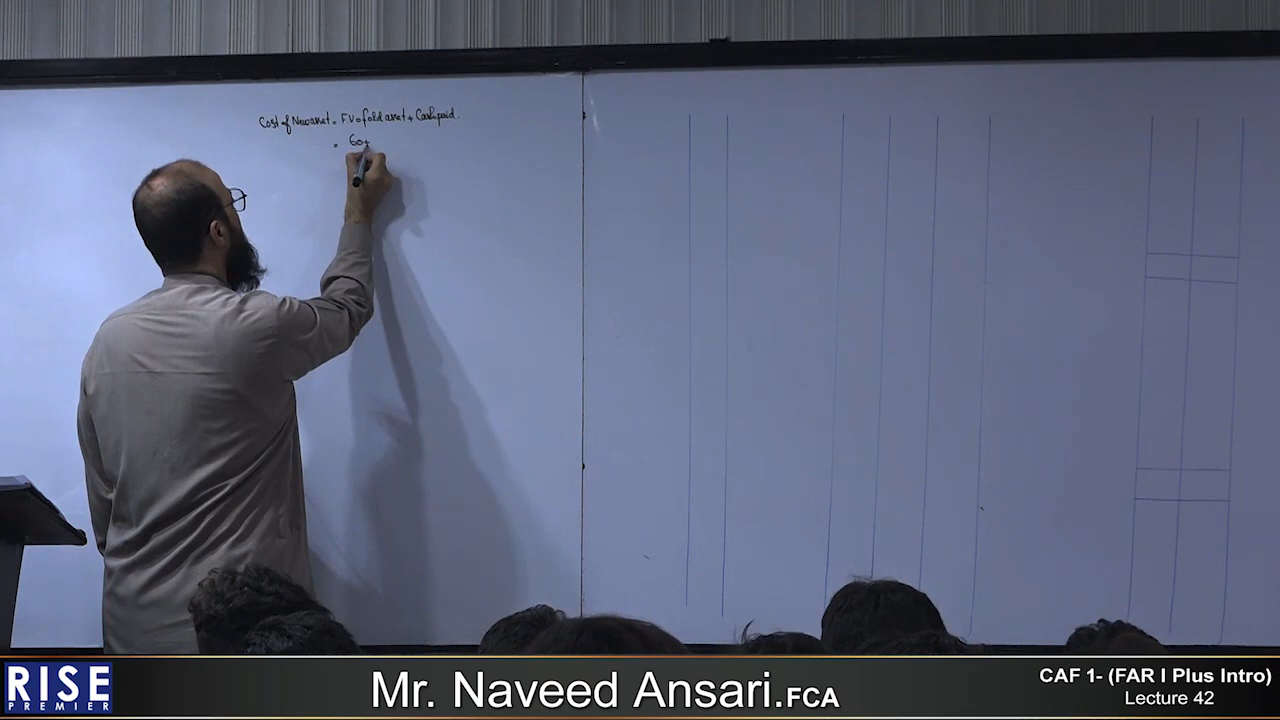 Cost of New asset = FV of old asset + Cash paid.
= 60+
RISE
PREMIER
Mr. Naveed Ansari.FCA
CAF 1- (FAR I Plus Intro)
Lecture 42